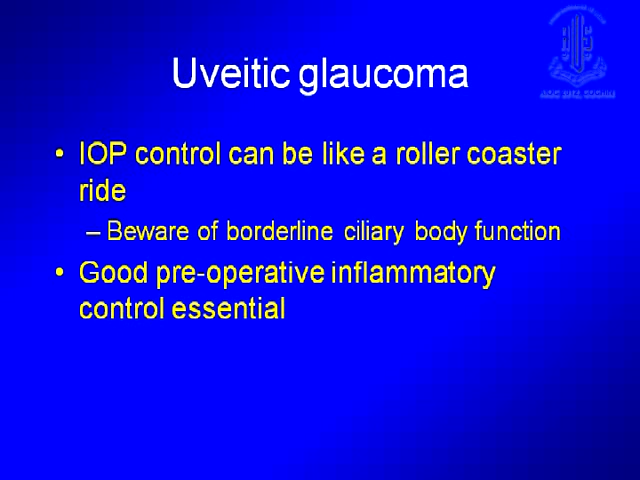 Uveitic glaucoma
• IOP control can be like a roller coaster
ride
– Beware of borderline ciliary body function
• Good pre-operative inflammatory
control essential